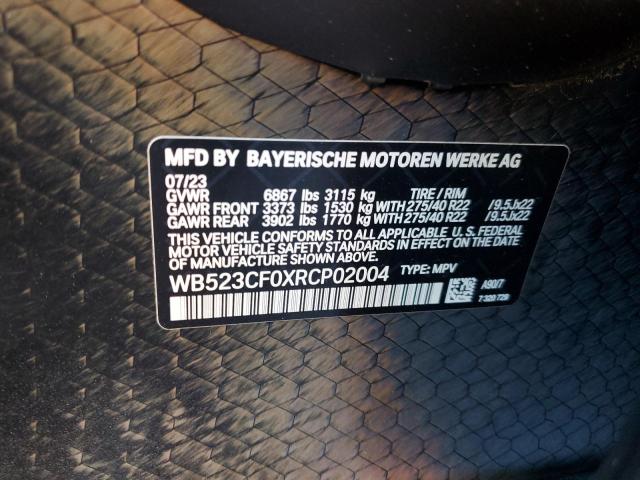 MFD BY BAYERISCHE MOTOREN WERKE AG
07/23
GVWR 6867 lbs 3115 kg TIRE / RIM
GAWR FRONT 3373 lbs 1530 kg WITH 275/40 R22 /9.5Jx22
GAWR REAR 3902 lbs 1770 kg WITH 275/40 R22 /9.5Jx22
THIS VEHICLE CONFORMS TO ALL APPLICABLE U.S. FEDERAL
MOTOR VEHICLE SAFETY STANDARDS IN EFFECT ON THE DATE
OF MANUFACTURE SHOWN ABOVE.
WB523CF0XRCP02004 TYPE: MPV
A90/7
7 320 729